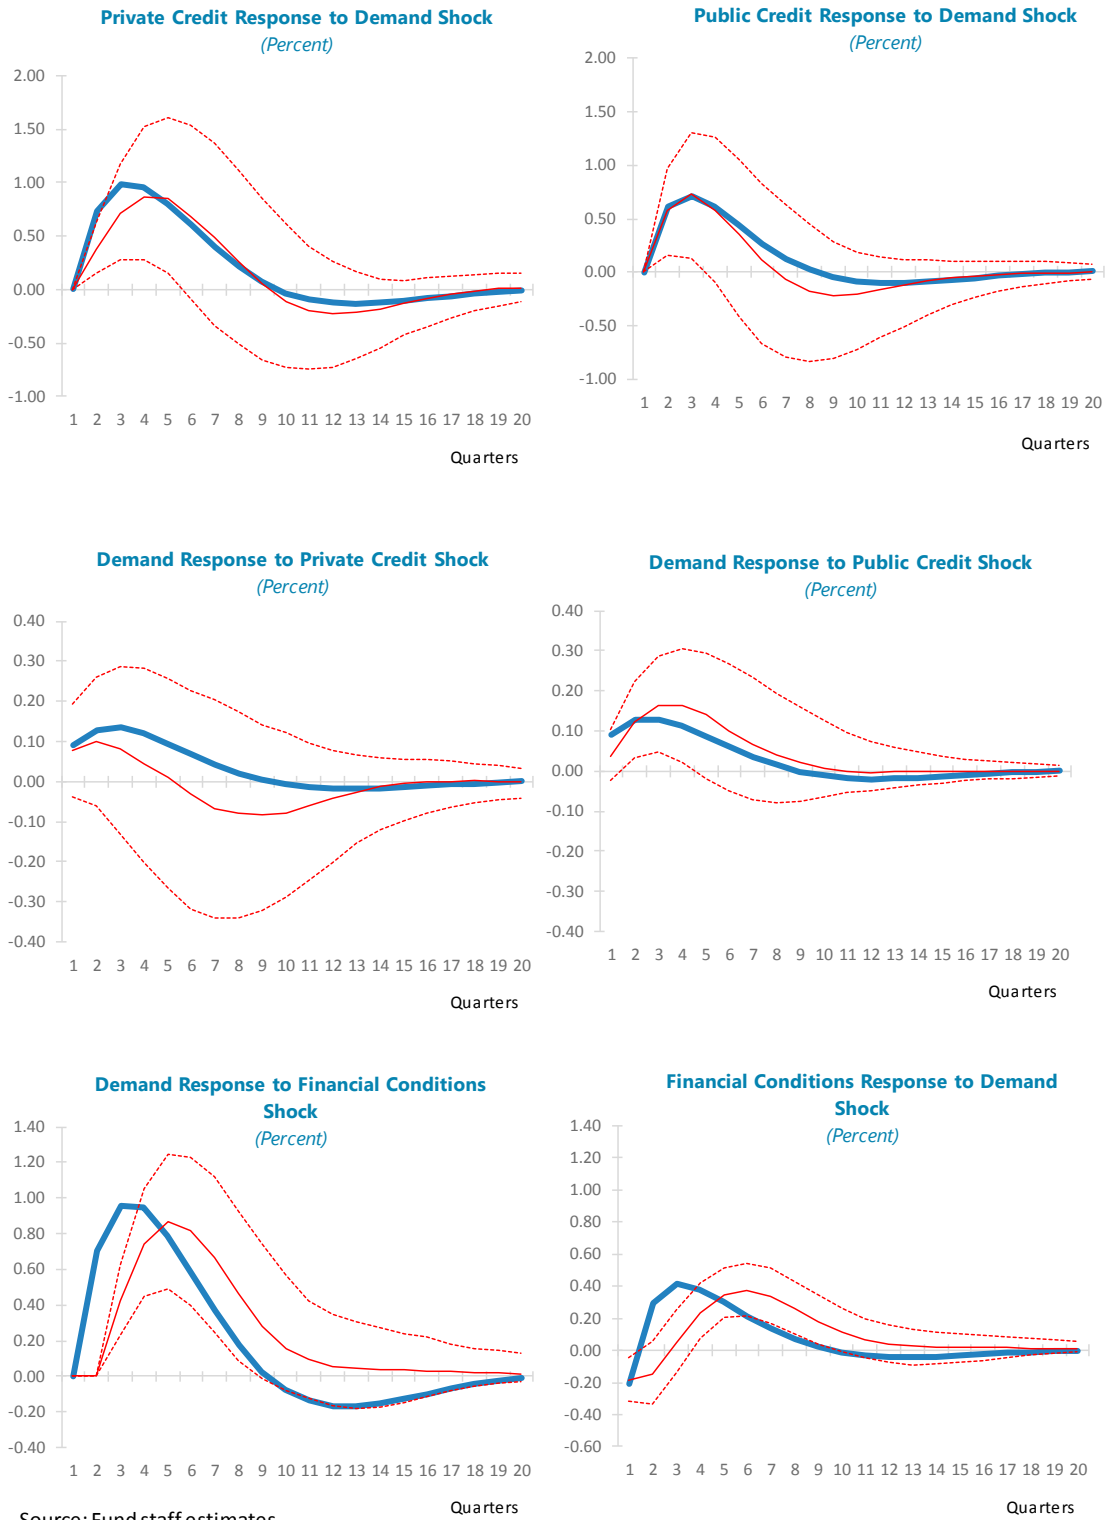 Private Credit Response to Demand Shock
(Percent)
2.00
1.50
1.00
0.50
0.00
-0.50
-1.00
1 2 3 4 5 6 7 8 9 10 11 12 13 14 15 16 17 18 19 20
Quarters
Public Credit Response to Demand Shock
(Percent)
2.00
1.50
1.00
0.50
0.00
-0.50
-1.00
1 2 3 4 5 6 7 8 9 10 11 12 13 14 15 16 17 18 19 20
Quarters
Demand Response to Private Credit Shock
(Percent)
0.40
0.30
0.20
0.10
0.00
-0.10
-0.20
-0.30
-0.40
1 2 3 4 5 6 7 8 9 10 11 12 13 14 15 16 17 18 19 20
Quarters
Demand Response to Public Credit Shock
(Percent)
0.40
0.30
0.20
0.10
0.00
-0.10
-0.20
-0.30
-0.40
1 2 3 4 5 6 7 8 9 10 11 12 13 14 15 16 17 18 19 20
Quarters
Demand Response to Financial Conditions
Shock
(Percent)
1.40
1.20
1.00
0.80
0.60
0.40
0.20
0.00
-0.20
-0.40
1 2 3 4 5 6 7 8 9 10 11 12 13 14 15 16 17 18 19 20
Quarters
Financial Conditions Response to Demand
Shock
(Percent)
1.40
1.20
1.00
0.80
0.60
0.40
0.20
0.00
-0.20
-0.40
-0.60
1 2 3 4 5 6 7 8 9 10 11 12 13 14 15 16 17 18 19 20
Quarters
Source: Fund staff estimates